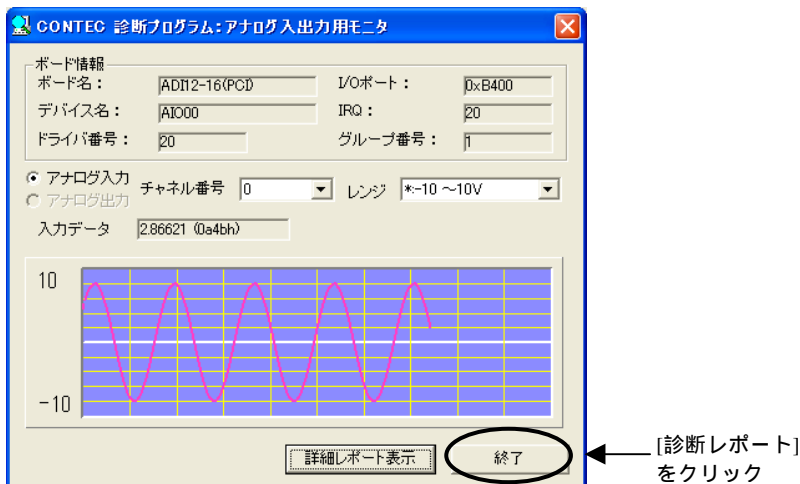 CONTEC 診断プログラム:アナログ入出力用モニタ
ボード情報
ボード名: ADI12-16(PCI) I/Oポート: 0xB400
デバイス名: AIO00 IRQ: 20
ドライバ番号: 20 グループ番号: 1
アナログ入力
アナログ出力
チャネル番号 0 レンジ *:-10 ~10V
入力データ 2.86621 (0a4bh)
10
-10
詳細レポート表示 終了
[診断レポート]
をクリック